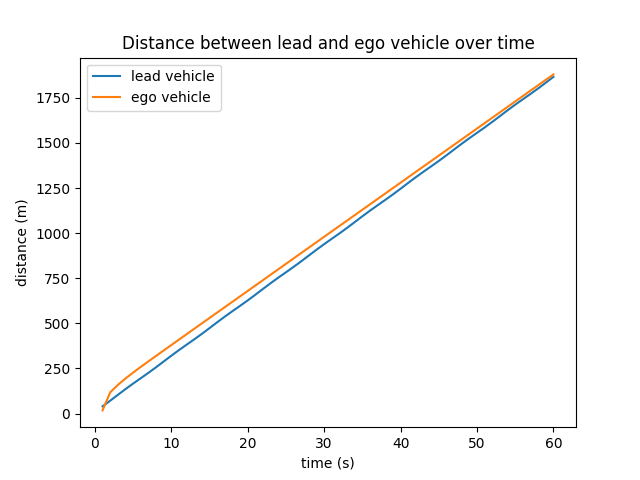 Distance between lead and ego vehicle over time
lead vehicle
ego vehicle
distance (m)
1750
1500
1250
1000
750
500
250
0
0 10 20 30 40 50 60
time (s)